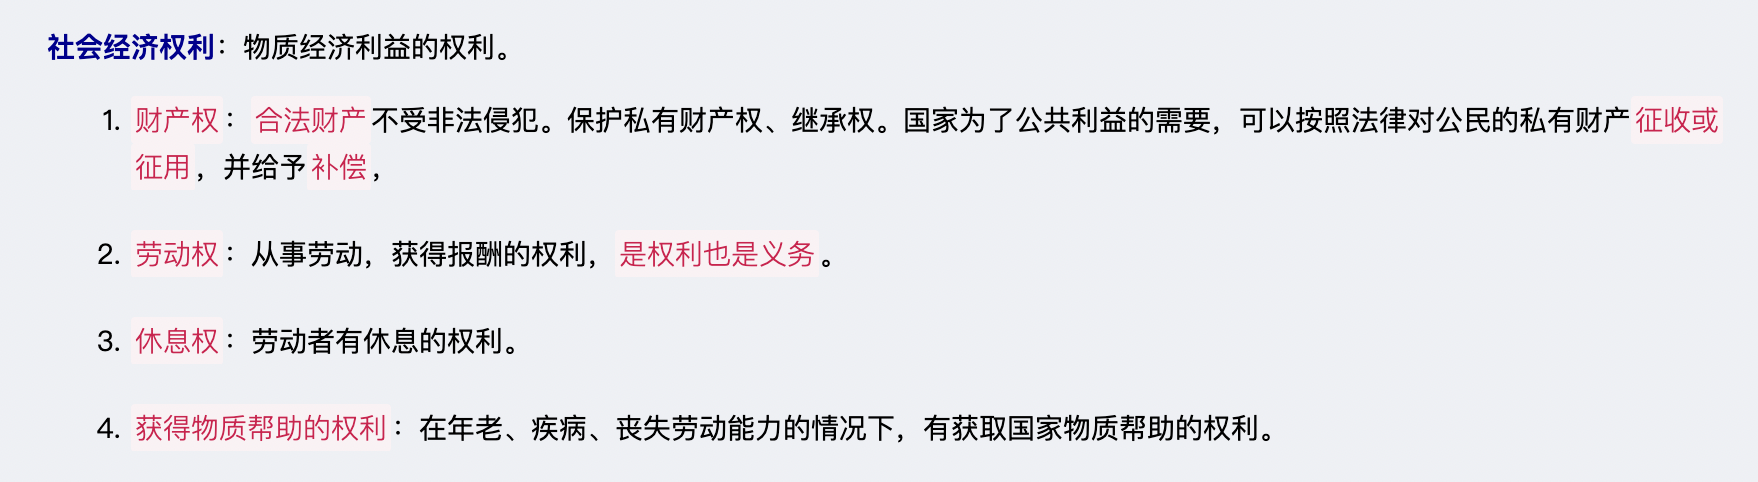 社会经济权利：物质经济利益的权利。
1. 财产权：合法财产不受非法侵犯。保护私有财产权、继承权。国家为了公共利益的需要，可以按照法律对公民的私有财产征收或
征用，并给予补偿，
2. 劳动权：从事劳动，获得报酬的权利，是权利也是义务。
3. 休息权：劳动者有休息的权利。
4. 获得物质帮助的权利：在年老、疾病、丧失劳动能力的情况下，有获取国家物质帮助的权利。